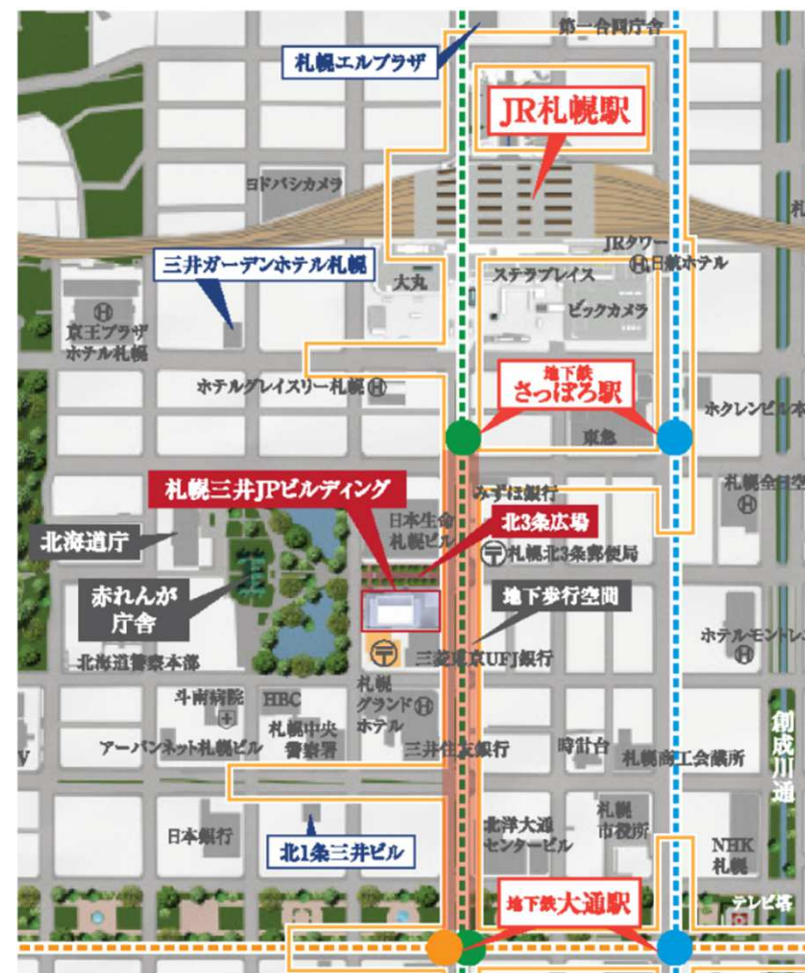 第一合同庁舎
札幌エルプラザ
JR札幌駅
ヨドバシカメラ
JRタワー
日航ホテル
三井ガーデンホテル札幌
大丸
ステラプレイス
ビックカメラ
京王プラザ
ホテル札幌
地下鉄
さっぽろ駅
ホテルグレイスリー札幌
ホクレンビル本
東急
札幌三井JPビルディング
みずほ銀行
札幌全日空
日本生命
札幌ビル
北3条広場
北海道庁
札幌北3条郵便局
赤れんが
庁舎
地下歩行空間
ホテルモントレ
北海道警察本部
三菱東京UFJ銀行
札幌
グランド
ホテル
斗南病院
HBC
札幌中央
警察署
アーバンネット札幌ビル
三井住友銀行
時計台
札幌商工会議所
創成川通
日本銀行
北1条三井ビル
北洋大通
センタービル
札幌
市役所
NHK
札幌
地下鉄 大通駅
テレビ塔